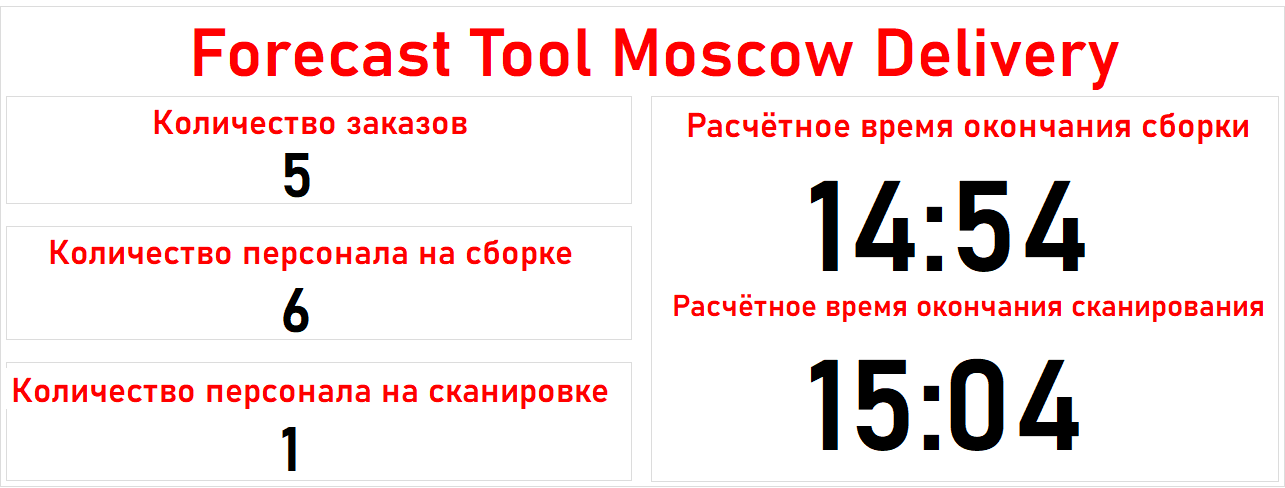 Forecast Tool Moscow Delivery
Количество заказов
5
Количество персонала на сборке
6
Количество персонала на сканировке
1
Расчётное время окончания сборки
14:54
Расчётное время окончания сканирования
15:04